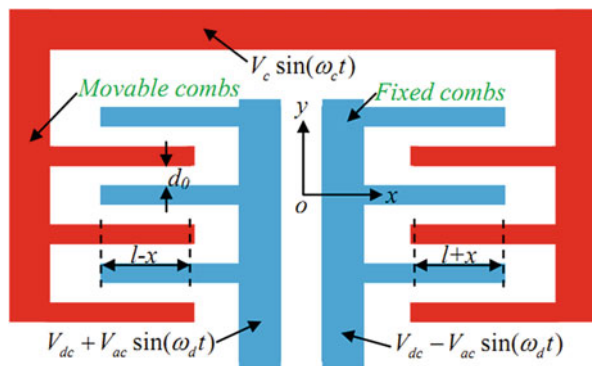 V_c sin(ω_c t)
Movable combs
Fixed combs
y
d_0
o
x
l-x
l+x
V_dc + V_ac sin(ω_d t)
V_dc − V_ac sin(ω_d t)